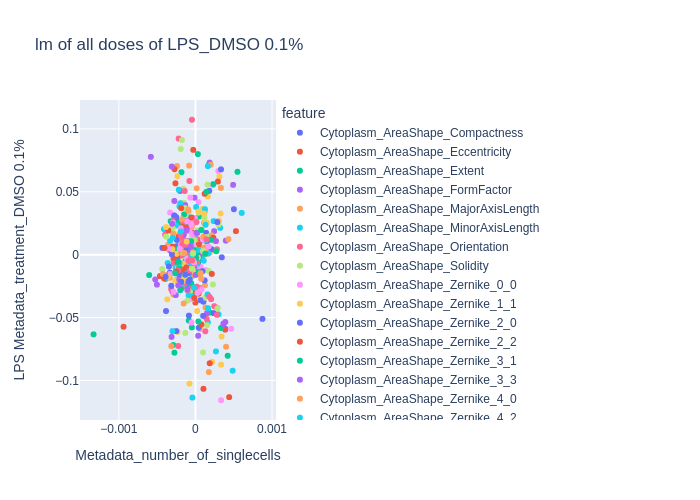 lm of all doses of LPS_DMSO 0.1%
feature
Cytoplasm_AreaShape_Compactness
Cytoplasm_AreaShape_Eccentricity
Cytoplasm_AreaShape_Extent
Cytoplasm_AreaShape_FormFactor
Cytoplasm_AreaShape_MajorAxisLength
Cytoplasm_AreaShape_MinorAxisLength
Cytoplasm_AreaShape_Orientation
Cytoplasm_AreaShape_Solidity
Cytoplasm_AreaShape_Zernike_0_0
Cytoplasm_AreaShape_Zernike_1_1
Cytoplasm_AreaShape_Zernike_2_0
Cytoplasm_AreaShape_Zernike_2_2
Cytoplasm_AreaShape_Zernike_3_1
Cytoplasm_AreaShape_Zernike_3_3
Cytoplasm_AreaShape_Zernike_4_0
Cytoplasm_AreaShape_Zernike_4_2
LPS Metadata_treatment_DMSO 0.1%
0.1
0.05
0
−0.05
−0.1
−0.001
0
0.001
Metadata_number_of_singlecells